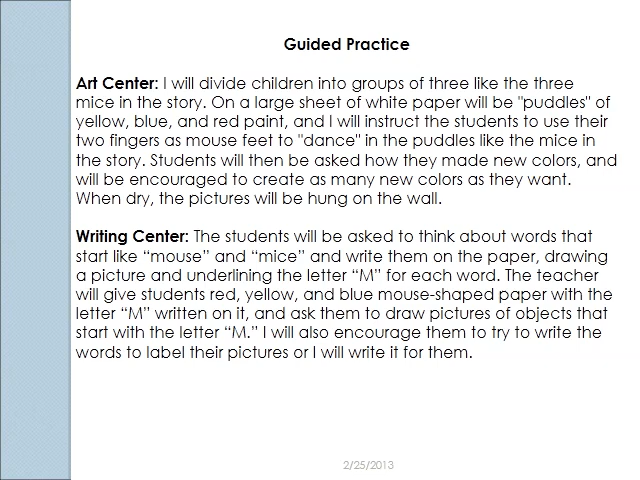 Guided Practice
Art Center: I will divide children into groups of three like the three
mice in the story. On a large sheet of white paper will be "puddles" of
yellow, blue, and red paint, and I will instruct the students to use their
two fingers as mouse feet to "dance" in the puddles like the mice in
the story. Students will then be asked how they made new colors, and
will be encouraged to create as many new colors as they want.
When dry, the pictures will be hung on the wall.
Writing Center: The students will be asked to think about words that
start like “mouse” and “mice” and write them on the paper, drawing
a picture and underlining the letter “M” for each word. The teacher
will give students red, yellow, and blue mouse-shaped paper with the
letter “M” written on it, and ask them to draw pictures of objects that
start with the letter “M.” I will also encourage them to try to write the
words to label their pictures or I will write it for them.
2/25/2013